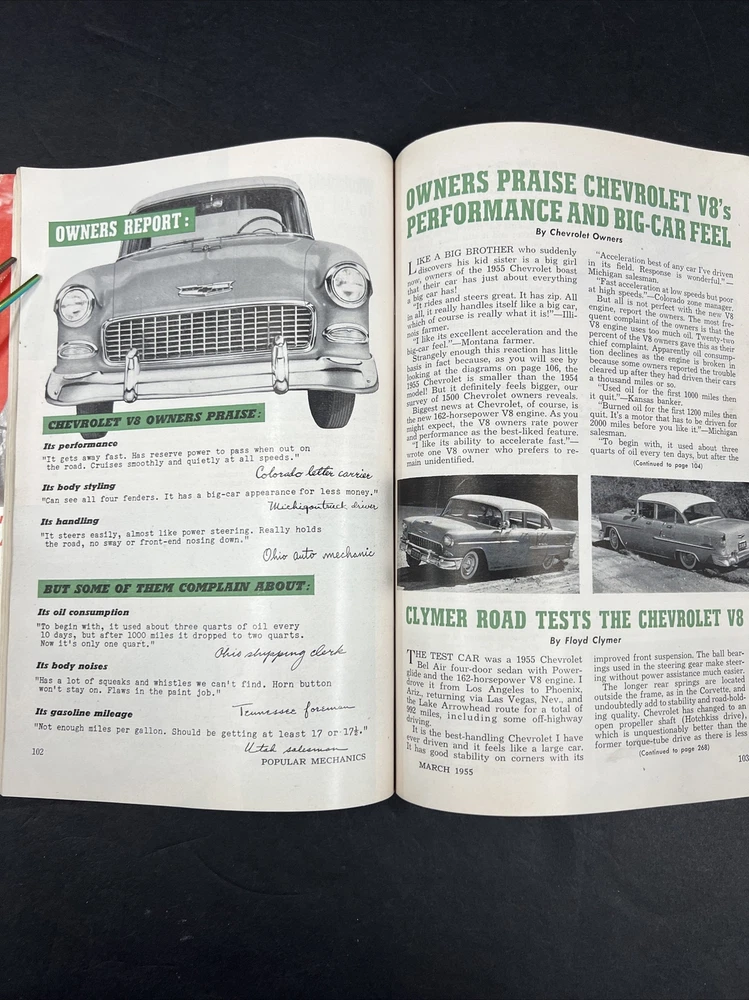 OWNERS REPORT:
CHEVROLET V8 OWNERS PRAISE:
Its performance
"It gets away fast. Has reserve power to pass when out on
the road. Cruises smoothly and quietly at all speeds."
Colorado letter carrier
Its body styling
"Can see all four fenders. It has a big-car appearance for less money."
Michigan truck driver
Its handling
"It steers easily, almost like power steering. Really holds
the road, no sway or front-end nosing down."
Ohio auto mechanic
BUT SOME OF THEM COMPLAIN ABOUT:
Its oil consumption
"To begin with, it used about three quarts of oil every
10 days, but after 1000 miles it dropped to two quarts.
Now it's only one quart."
Ohio shipping clerk
Its body noises
"Has a lot of squeaks and whistles we can't find. Horn button
won't stay on. Flaws in the paint job."
Tennessee foreman
Its gasoline mileage
"Not enough miles per gallon. Should be getting at least 17 or 17½."
Utah salesman
102
POPULAR MECHANICS
OWNERS PRAISE CHEVROLET V8's
PERFORMANCE AND BIG-CAR FEEL
By Chevrolet Owners
LIKE A BIG BROTHER who suddenly
discovers his kid sister is a big girl
now, owners of the 1955 Chevrolet boast
that their car has just about everything
a big car has!
"It rides and steers great. It has zip. All
in all, it really handles itself like a big car,
which of course is really what it is!"—Illi-
nois farmer.
"I like its excellent acceleration and the
big-car feel."—Montana farmer.
Strangely enough this reaction has little
basis in fact because, as you will see by
looking at the diagrams on page 106, the
1955 Chevrolet is smaller than the 1954
model! But it definitely feels bigger, our
survey of 1500 Chevrolet owners reveals.
Biggest news at Chevrolet, of course, is
the new 162-horsepower V8 engine. As you
might expect, the V8 owners rate power
and performance as the best-liked feature.
"I like its ability to accelerate fast."—
wrote one V8 owner who prefers to re-
main unidentified.
"Acceleration best of any car I've driven
in its field. Response is wonderful."—
Michigan salesman.
"Fast acceleration at low speeds but poor
at high speeds."—Colorado zone manager.
But all is not perfect with the new V8
engine, report the owners. The most fre-
quent complaint of the owners is that the
V8 engine uses too much oil. Twenty-two
percent of the V8 owners gave this as their
chief complaint. Apparently oil consump-
tion declines as the engine is broken in
because some owners reported the trouble
cleared up after they had driven their cars
a thousand miles or so.
"Used oil for the first 1000 miles then
it quit."—Kansas banker.
"Burned oil for the first 1200 miles then
quit. It's a motor that has to be driven for
2000 miles before you like it."—Michigan
salesman.
"To begin with, it used about three
quarts of oil every ten days, but after the
(Continued to page 104)
CLYMER ROAD TESTS THE CHEVROLET V8
By Floyd Clymer
THE TEST CAR was a 1955 Chevrolet
Bel Air four-door sedan with Power-
glide and the 162-horsepower V8 engine. I
drove it from Los Angeles to Phoenix,
Ariz., returning via Las Vegas, Nev., and
the Lake Arrowhead route for a total of
992 miles, including some off-highway
driving.
It is the best-handling Chevrolet I have
ever driven and it feels like a large car.
It has good stability on corners with its
improved front suspension. The ball bear-
ings used in the steering gear make steer-
ing without power assistance much easier.
The longer rear springs are located
outside the frame, as in the Corvette, and
undoubtedly add to stability and road-hold-
ing quality. Chevrolet has changed to an
open propeller shaft (Hotchkiss drive),
which is unquestionably better than the
former torque-tube drive as there is less
(Continued to page 268)
MARCH 1955
103